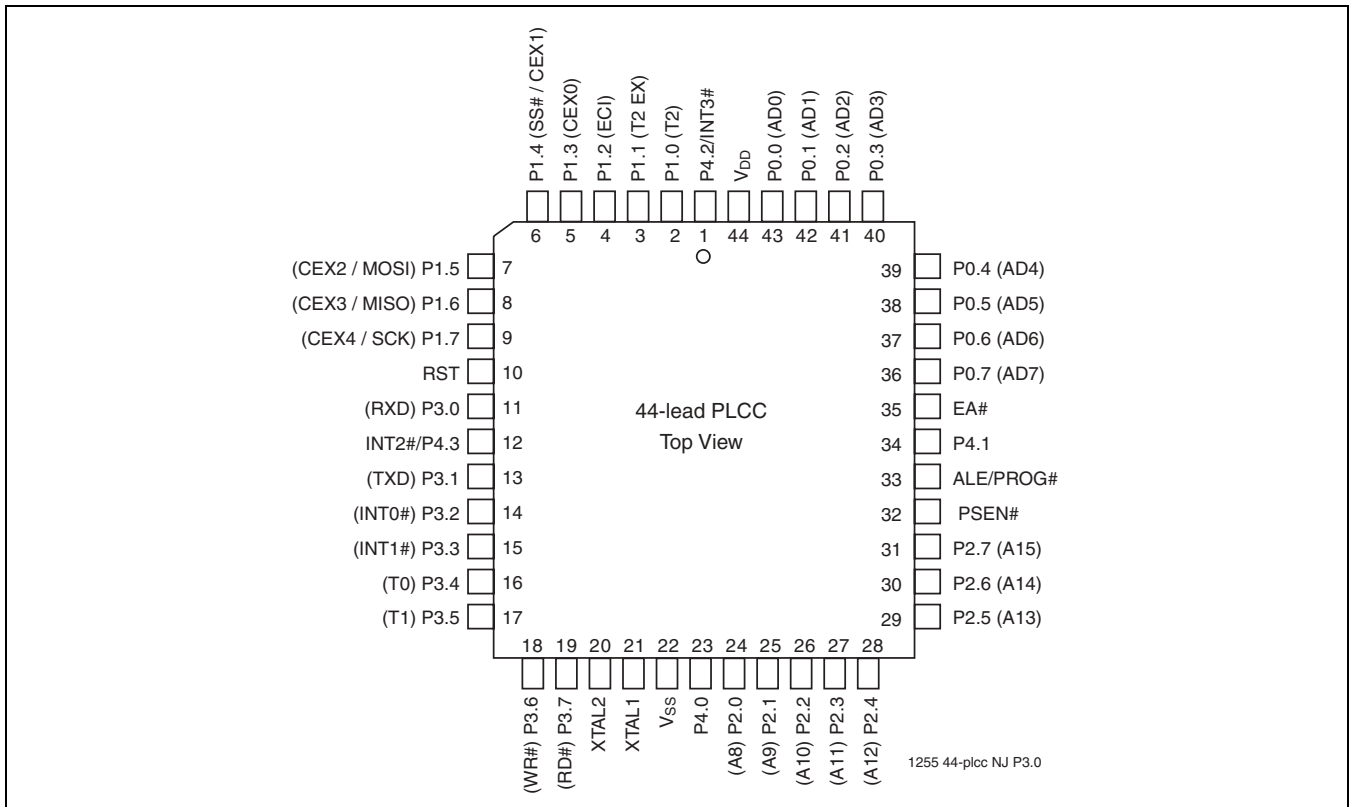 P1.4 (SS# / CEX1)
P1.3 (CEX0)
P1.2 (ECI)
P1.1 (T2 EX)
P1.0 (T2)
P4.2/INT3#
VDD
P0.0 (AD0)
P0.1 (AD1)
P0.2 (AD2)
P0.3 (AD3)
6 5 4 3 2 1 44 43 42 41 40
(CEX2 / MOSI) P1.5 7
(CEX3 / MISO) P1.6 8
(CEX4 / SCK) P1.7 9
RST 10
(RXD) P3.0 11
INT2#/P4.3 12
(TXD) P3.1 13
(INT0#) P3.2 14
(INT1#) P3.3 15
(T0) P3.4 16
(T1) P3.5 17
44-lead PLCC
Top View
39 P0.4 (AD4)
38 P0.5 (AD5)
37 P0.6 (AD6)
36 P0.7 (AD7)
35 EA#
34 P4.1
33 ALE/PROG#
32 PSEN#
31 P2.7 (A15)
30 P2.6 (A14)
29 P2.5 (A13)
18 19 20 21 22 23 24 25 26 27 28
(WR#) P3.6
(RD#) P3.7
XTAL2
XTAL1
VSS
P4.0
(A8) P2.0
(A9) P2.1
(A10) P2.2
(A11) P2.3
(A12) P2.4
1255 44-plcc NJ P3.0